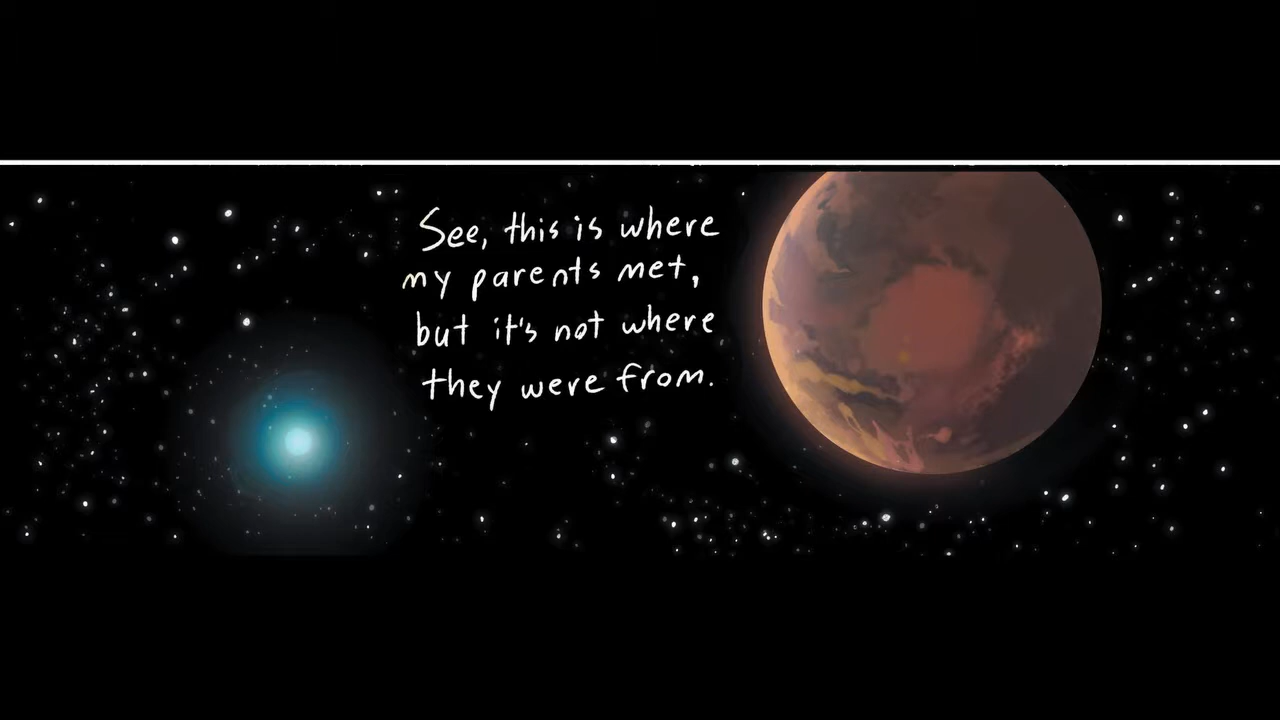 See, this is where
my parents met,
but it's not where
they were from.